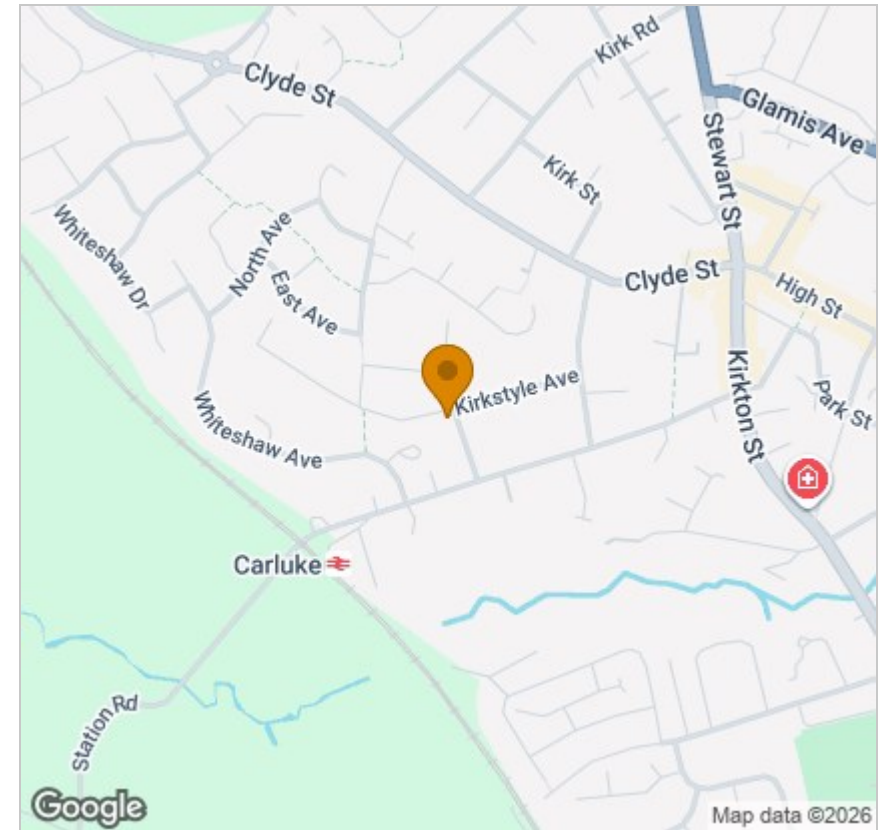 Kirk Rd
Clyde St
Glamis Ave
Stewart St
Kirk St
Whiteshaw Dr
North Ave
East Ave
Clyde St
High St
Kirkstyle Ave
Kirkton St
Park St
Whiteshaw Ave
Carluke
Station Rd
Google
Map data ©2026